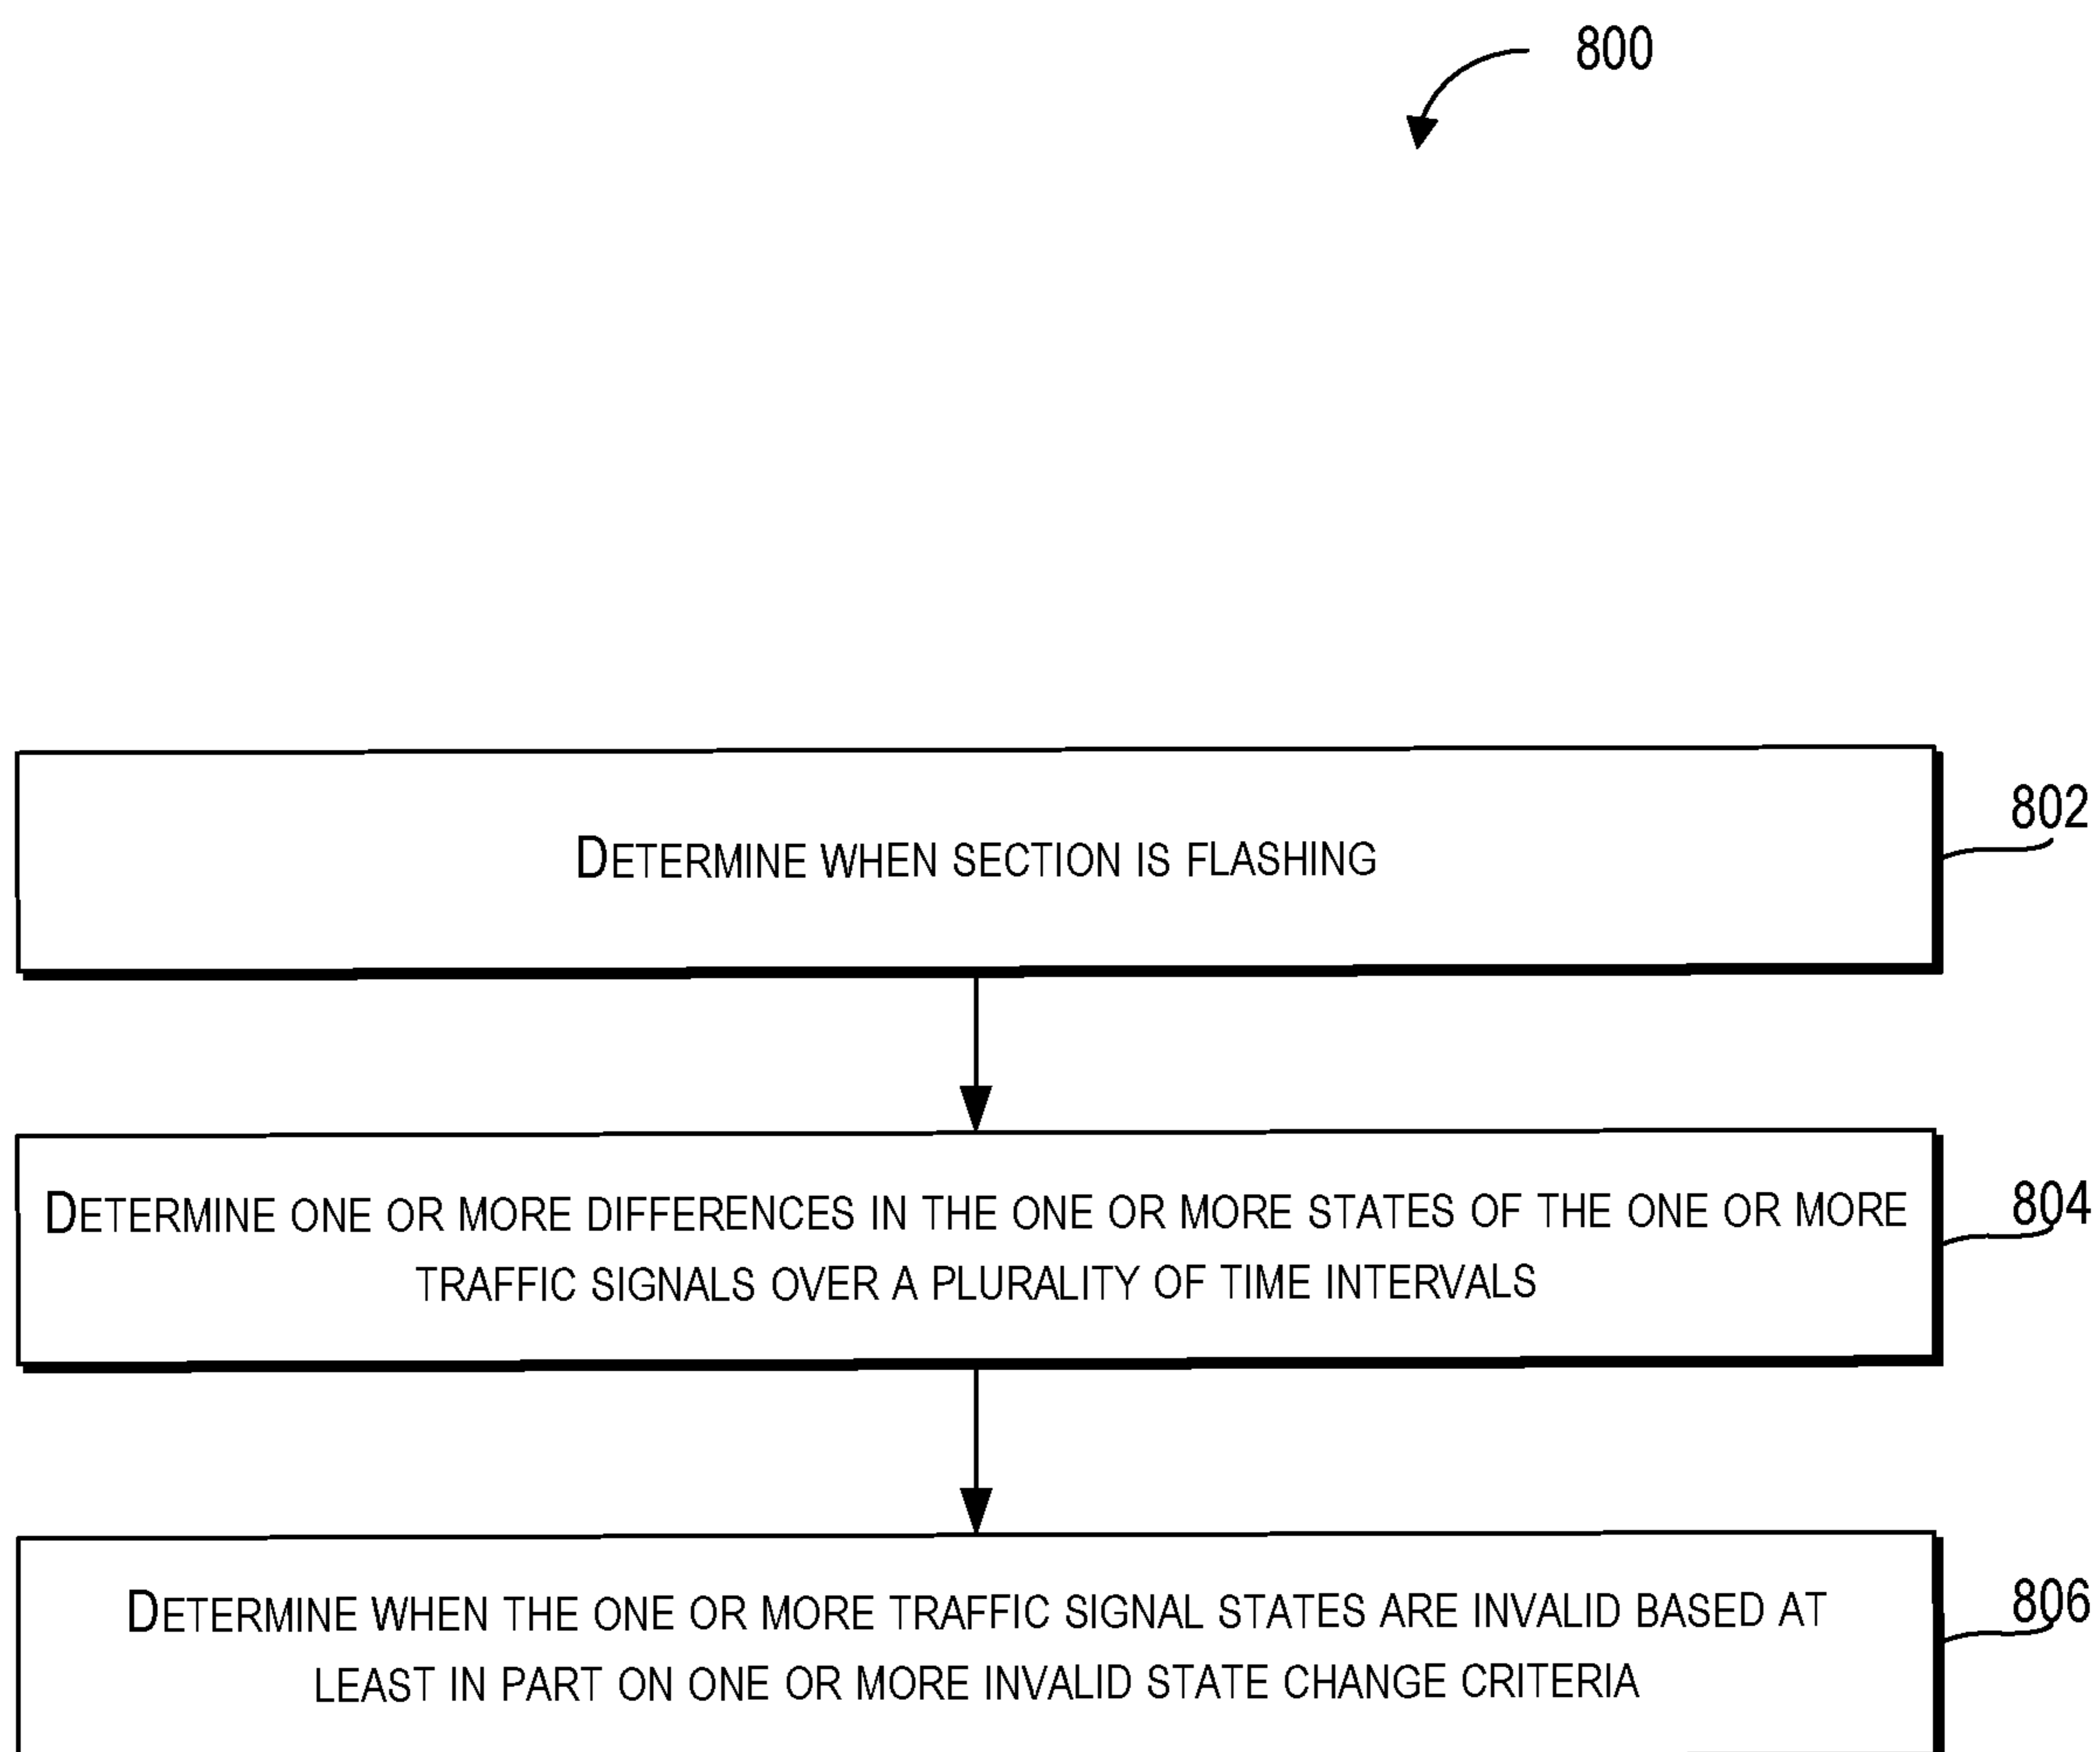 800
DETERMINE WHEN SECTION IS FLASHING
802
DETERMINE ONE OR MORE DIFFERENCES IN THE ONE OR MORE STATES OF THE ONE OR MORE
TRAFFIC SIGNALS OVER A PLURALITY OF TIME INTERVALS
804
DETERMINE WHEN THE ONE OR MORE TRAFFIC SIGNAL STATES ARE INVALID BASED AT
LEAST IN PART ON ONE OR MORE INVALID STATE CHANGE CRITERIA
806